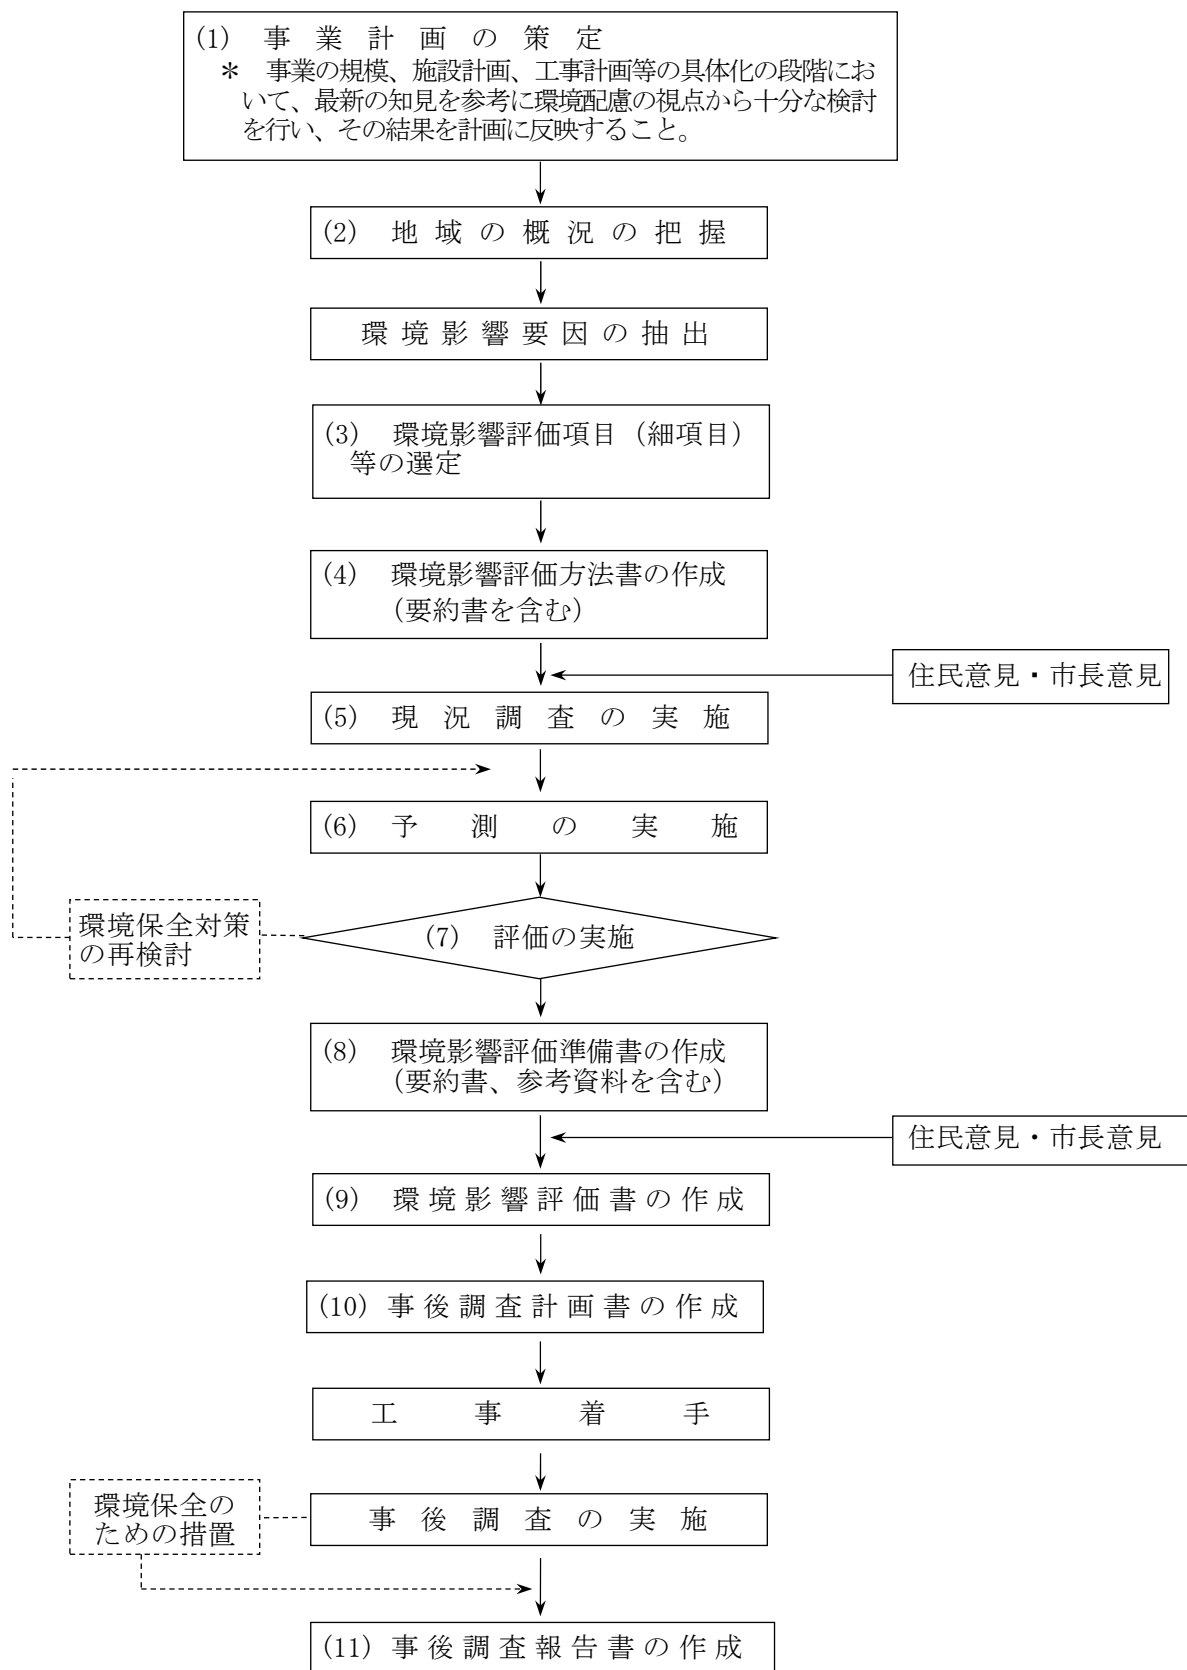 (1) 事業計画の策定
＊ 事業の規模、施設計画、工事計画等の具体化の段階にお
いて、最新の知見を参考に環境配慮の視点から十分な検討
を行い、その結果を計画に反映すること。
(2) 地域の概況の把握
環境影響要因の抽出
(3) 環境影響評価項目（細項目）
等の選定
(4) 環境影響評価方法書の作成
（要約書を含む）
住民意見・市長意見
(5) 現況調査の実施
(6) 予測の実施
環境保全対策
の再検討
(7) 評価の実施
(8) 環境影響評価準備書の作成
（要約書、参考資料を含む）
住民意見・市長意見
(9) 環境影響評価書の作成
(10) 事後調査計画書の作成
工事着手
環境保全の
ための措置
事後調査の実施
(11) 事後調査報告書の作成